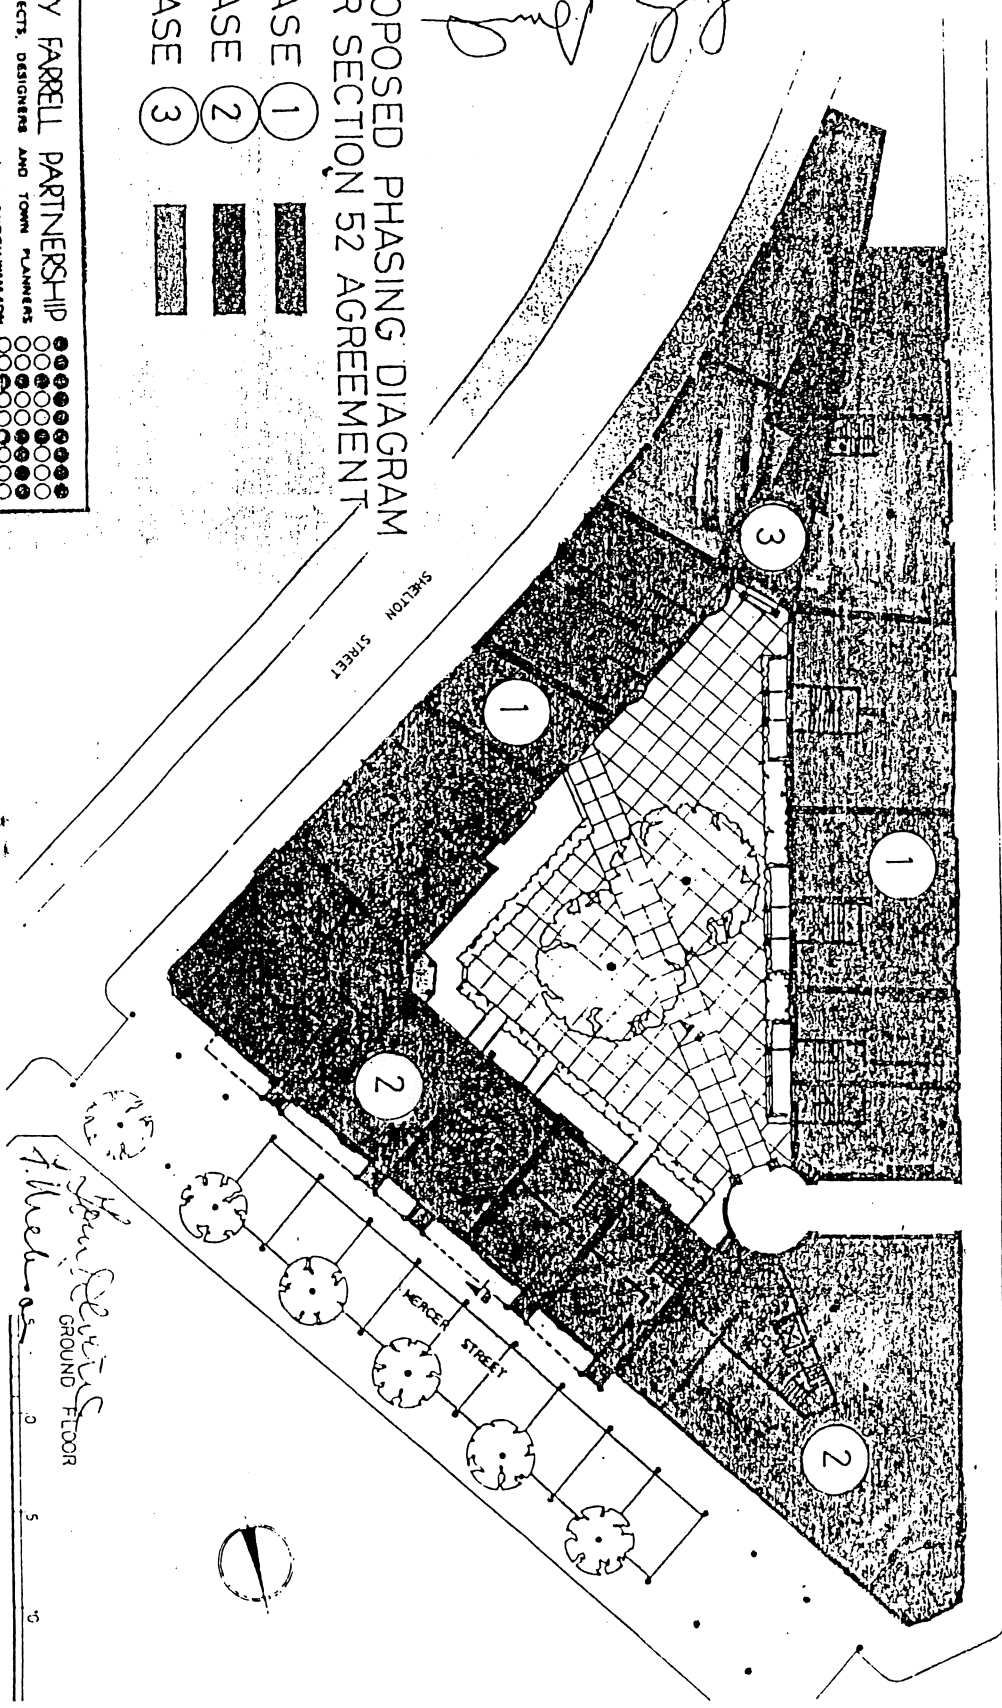 OPOSED PHASING DIAGRAM
R SECTION 52 AGREEMENT
ASE 1
ASE 2
ASE 3
Y FARRELL PARTNERSHIP
ECTS, DESIGNERS AND TOWN PLANNERS
SHELTON STREET
3
1
1
2
2
MERCER STREET
GROUND FLOOR
0 5 10